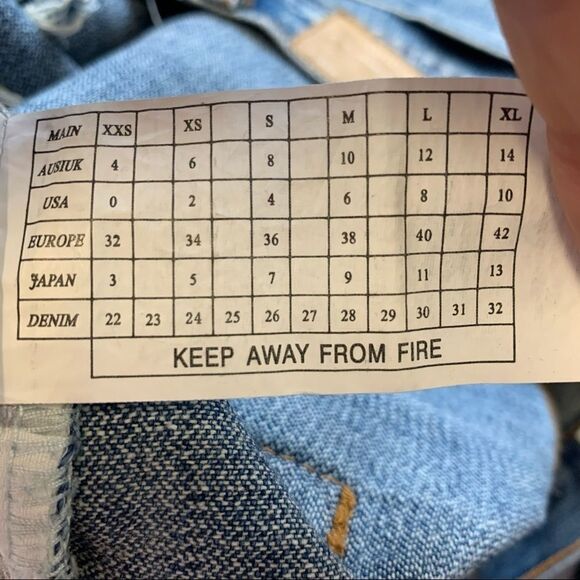 MAIN XXS XS S M L XL
AUS\UK 4 6 8 10 12 14
USA 0 2 4 6 8 10
EUROPE 32 34 36 38 40 42
JAPAN 3 5 7 9 11 13
DENIM 22 23 24 25 26 27 28 29 30 31 32
KEEP AWAY FROM FIRE